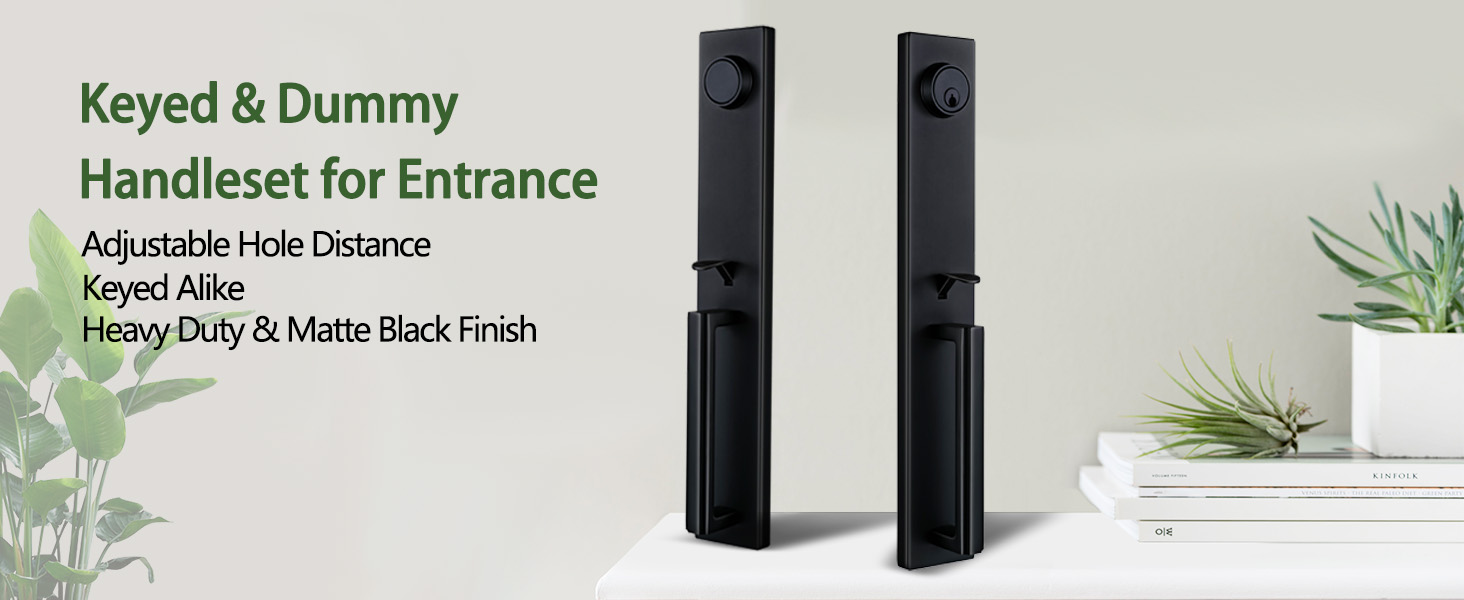 Keyed & Dummy
Handleset for Entrance
Adjustable Hole Distance
Keyed Alike
Heavy Duty & Matte Black Finish
KINFOLK